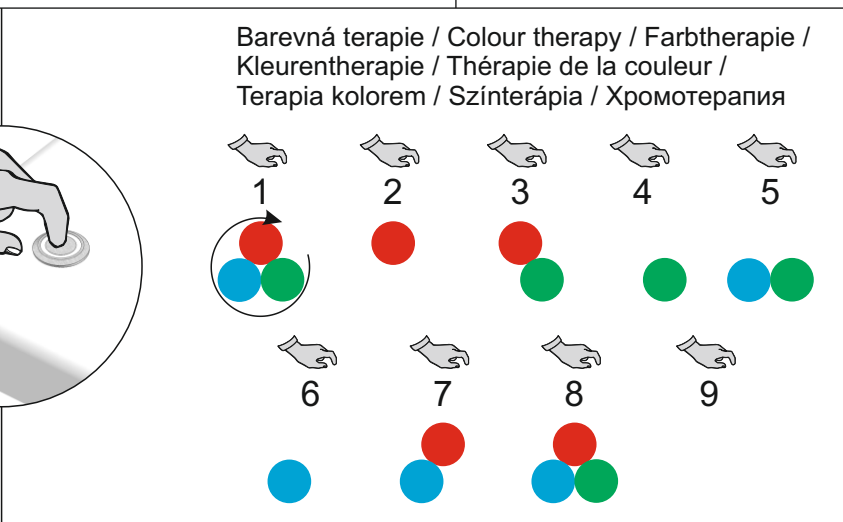 Barevná terapie / Colour therapy / Farbtherapie /
Kleurentherapie / Thérapie de la couleur /
Terapia kolorem / Színterápia / Хромотерапия
1 2 3 4 5
6 7 8 9